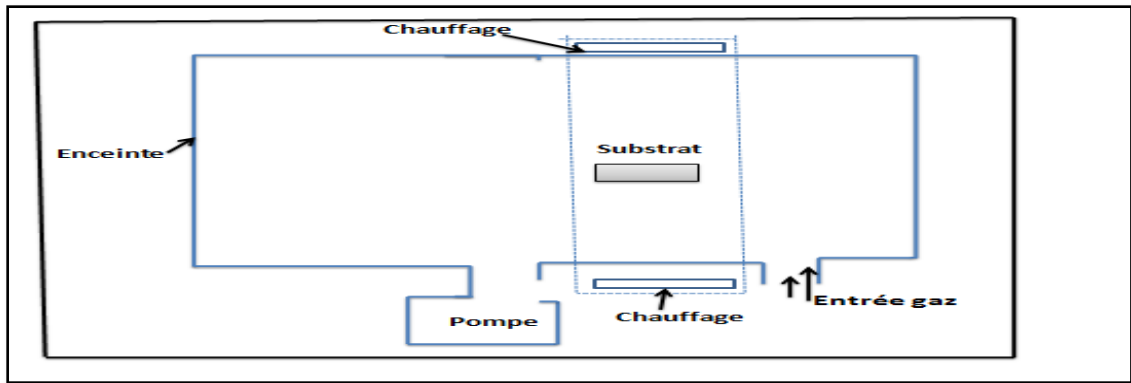 Chauffage
Enceinte
Substrat
Entrée gaz
Pompe
Chauffage